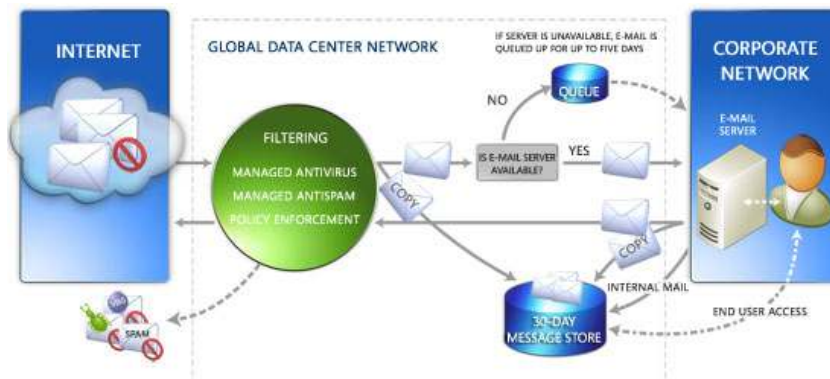 INTERNET
GLOBAL DATA CENTER NETWORK
IF SERVER IS UNAVAILABLE, E-MAIL IS
QUEUED UP FOR UP TO FIVE DAYS
CORPORATE
NETWORK
QUEUE
NO
E-MAIL
SERVER
FILTERING
MANAGED ANTIVIRUS
MANAGED ANTISPAM
POLICY ENFORCEMENT
IS E-MAIL SERVER
AVAILABLE?
YES
COPY
COPY
INTERNAL MAIL
SPAM
30-DAY
MESSAGE STORE
END USER ACCESS